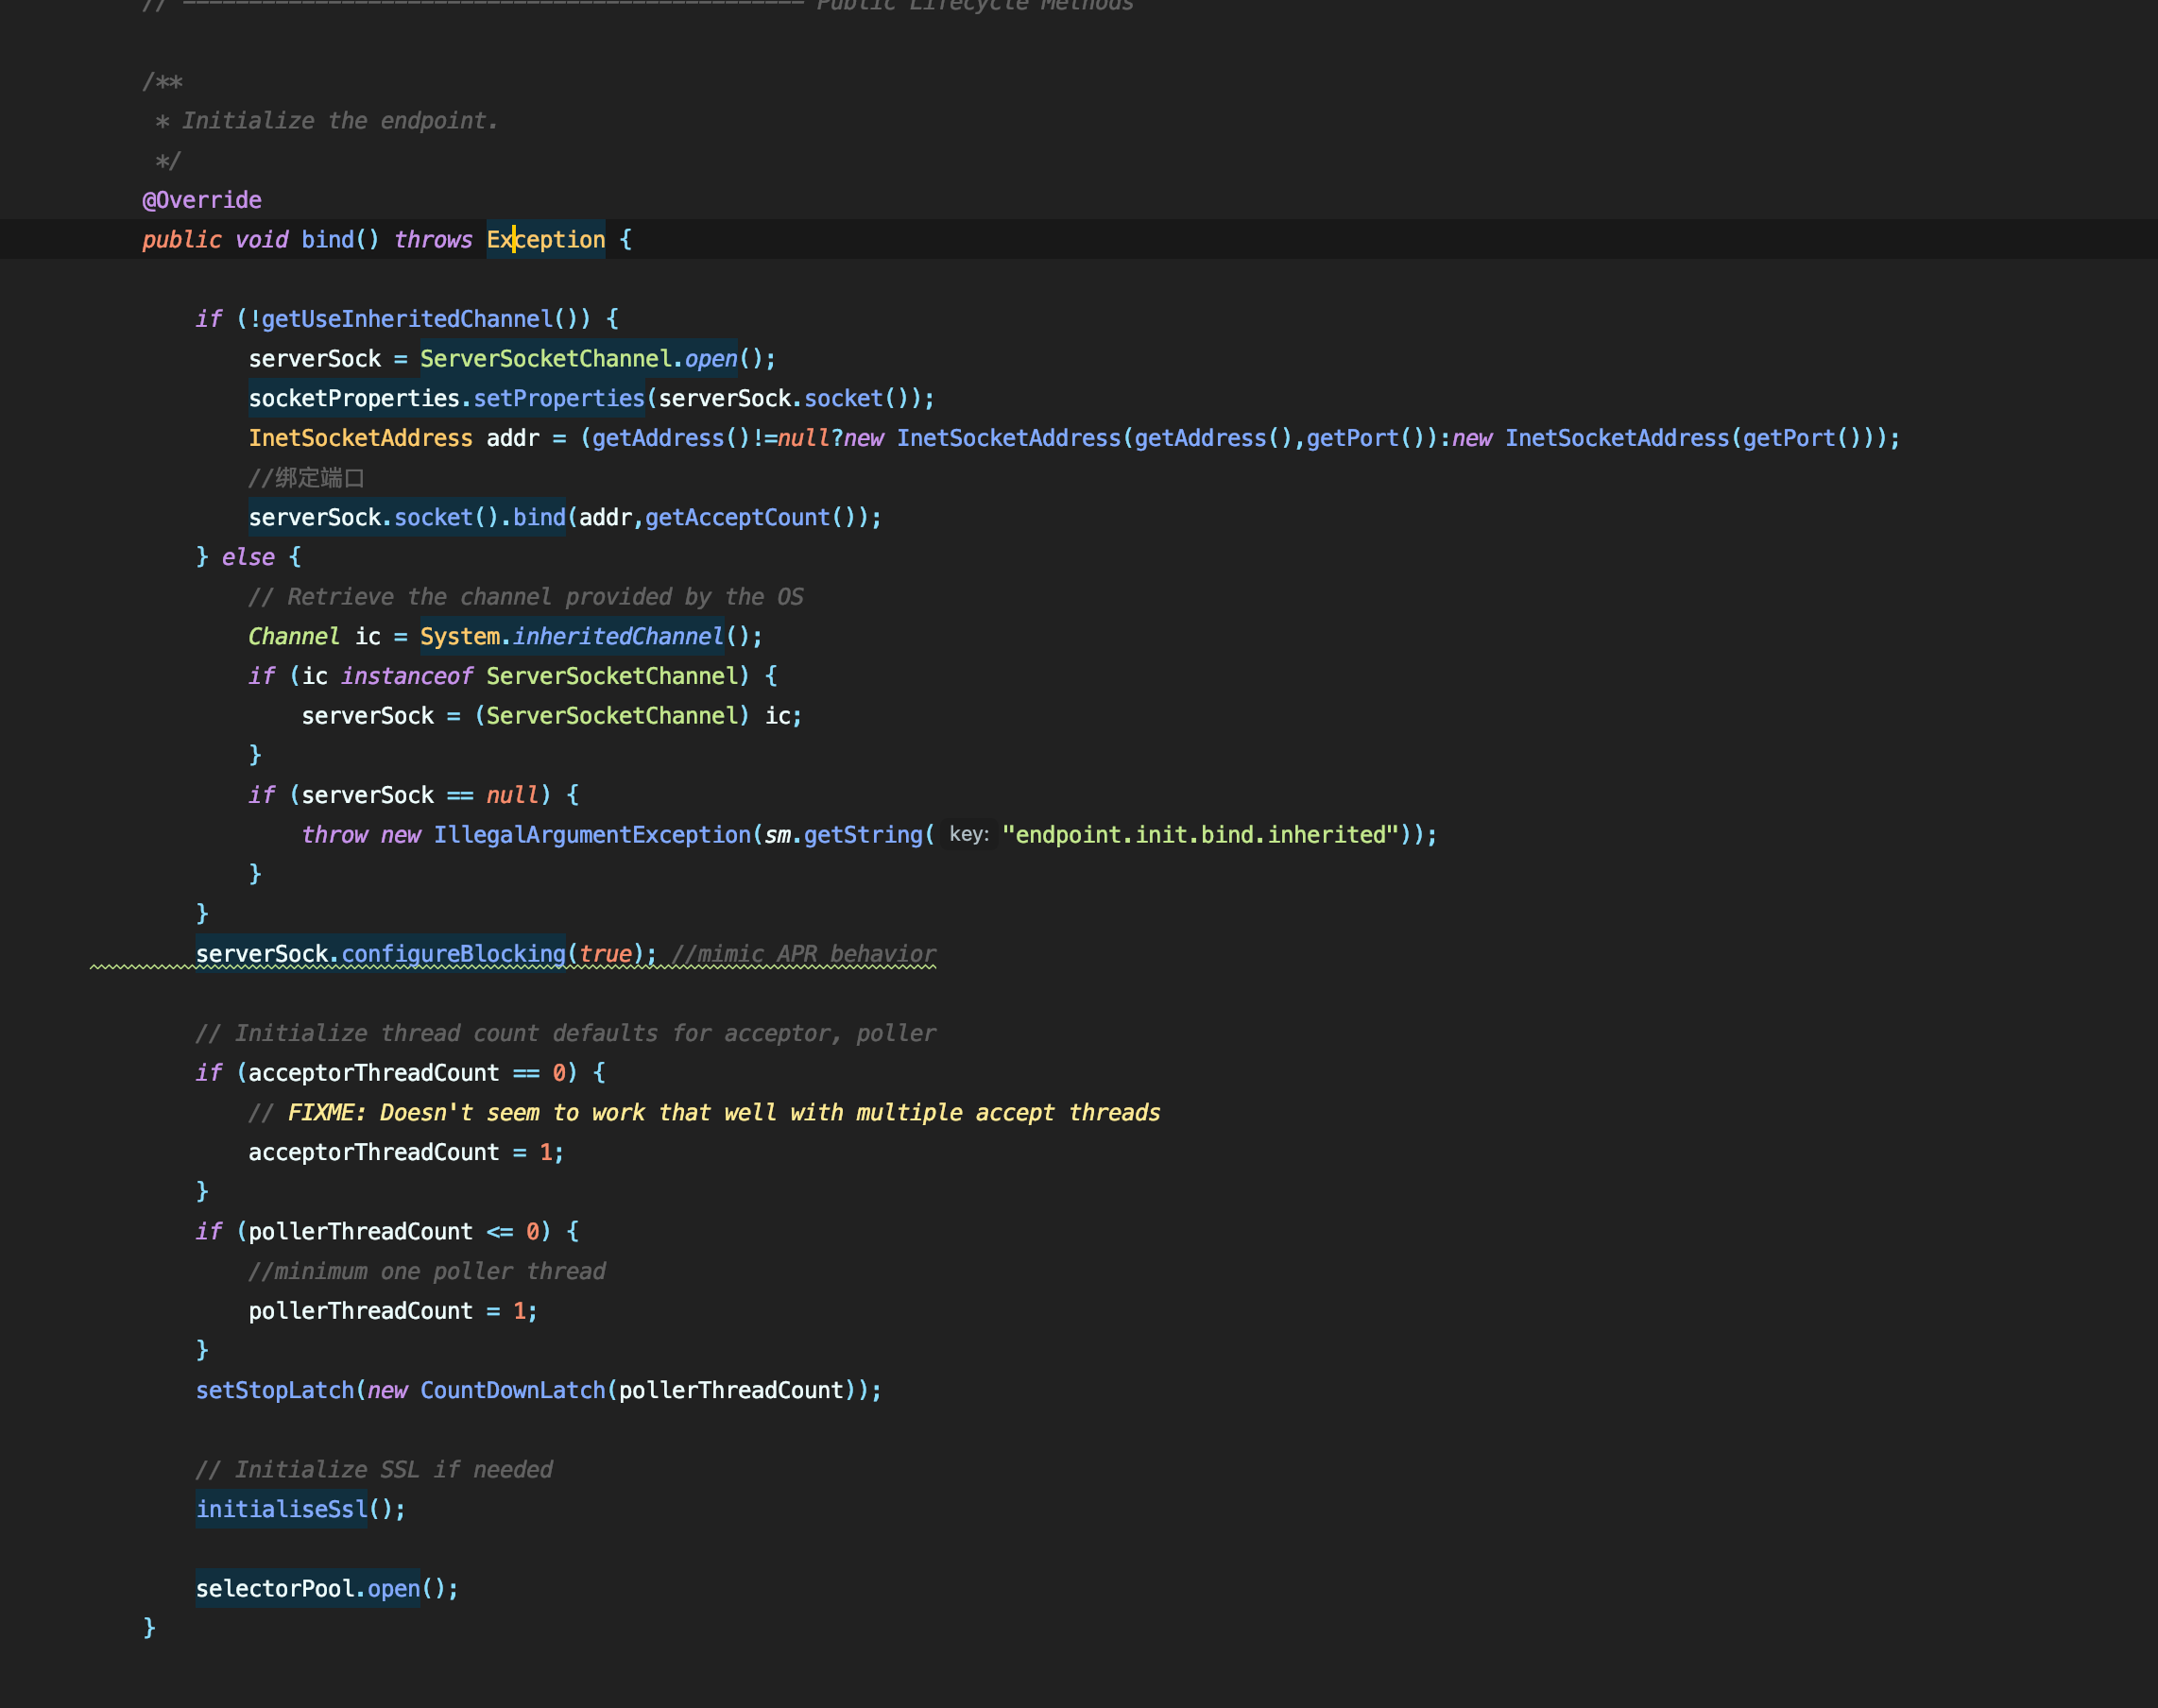 // =============================================== Public Lifecycle Methods
/**
* Initialize the endpoint.
*/
@Override
public void bind() throws Exception {
if (!getUseInheritedChannel()) {
serverSock = ServerSocketChannel.open();
socketProperties.setProperties(serverSock.socket());
InetSocketAddress addr = (getAddress()!=null?new InetSocketAddress(getAddress(),getPort()):new InetSocketAddress(getPort()));
//绑定端口
serverSock.socket().bind(addr,getAcceptCount());
} else {
// Retrieve the channel provided by the OS
Channel ic = System.inheritedChannel();
if (ic instanceof ServerSocketChannel) {
serverSock = (ServerSocketChannel) ic;
}
if (serverSock == null) {
throw new IllegalArgumentException(sm.getString( key: "endpoint.init.bind.inherited"));
}
}
serverSock.configureBlocking(true); //mimic APR behavior
// Initialize thread count defaults for acceptor, poller
if (acceptorThreadCount == 0) {
// FIXME: Doesn't seem to work that well with multiple accept threads
acceptorThreadCount = 1;
}
if (pollerThreadCount <= 0) {
//minimum one poller thread
pollerThreadCount = 1;
}
setStopLatch(new CountDownLatch(pollerThreadCount));
// Initialize SSL if needed
initialiseSsl();
selectorPool.open();
}